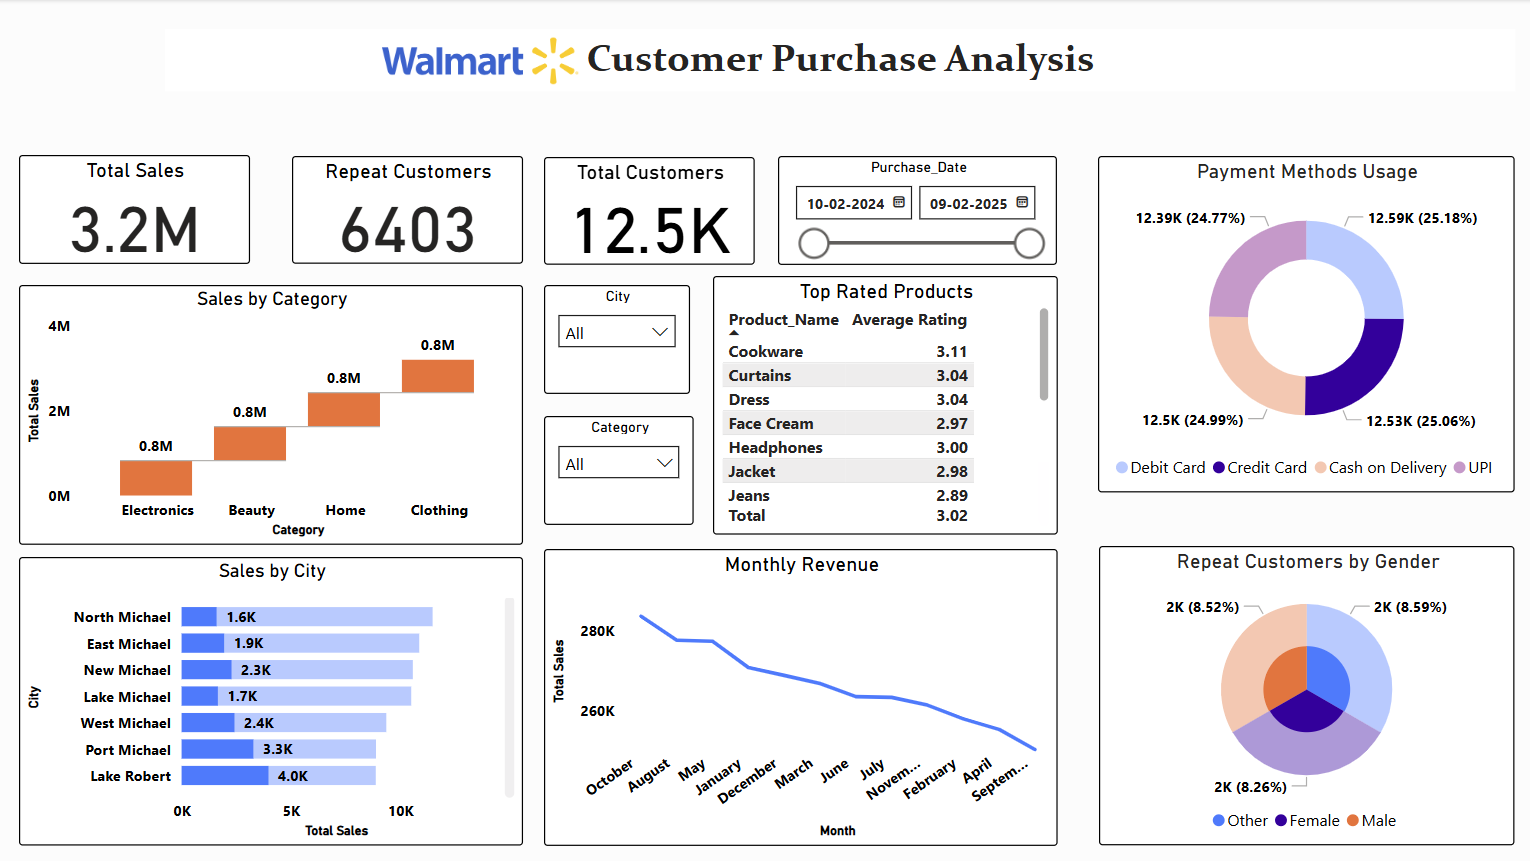 Walmart Customer Purchase Analysis
Total Sales
3.2M
Repeat Customers
6403
Total Customers
12.5K
Purchase_Date
10-02-2024
09-02-2025
Payment Methods Usage
12.39K (24.77%)
12.59K (25.18%)
12.5K (24.99%)
12.53K (25.06%)
Debit Card
Credit Card
Cash on Delivery
UPI
Sales by Category
Total Sales
4M
2M
0M
0.8M
0.8M
0.8M
0.8M
Electronics
Beauty
Home
Clothing
Category
City
All
Category
All
Top Rated Products
Product_Name Average Rating
Cookware 3.11
Curtains 3.04
Dress 3.04
Face Cream 2.97
Headphones 3.00
Jacket 2.98
Jeans 2.89
Total 3.02
Sales by City
City
North Michael 1.6K
East Michael 1.9K
New Michael 2.3K
Lake Michael 1.7K
West Michael 2.4K
Port Michael 3.3K
Lake Robert 4.0K
0K 5K 10K
Total Sales
Monthly Revenue
Total Sales
280K
260K
October
August
May
January
December
March
June
July
Novem...
February
April
Septem...
Month
Repeat Customers by Gender
2K (8.52%)
2K (8.59%)
2K (8.26%)
Other
Female
Male